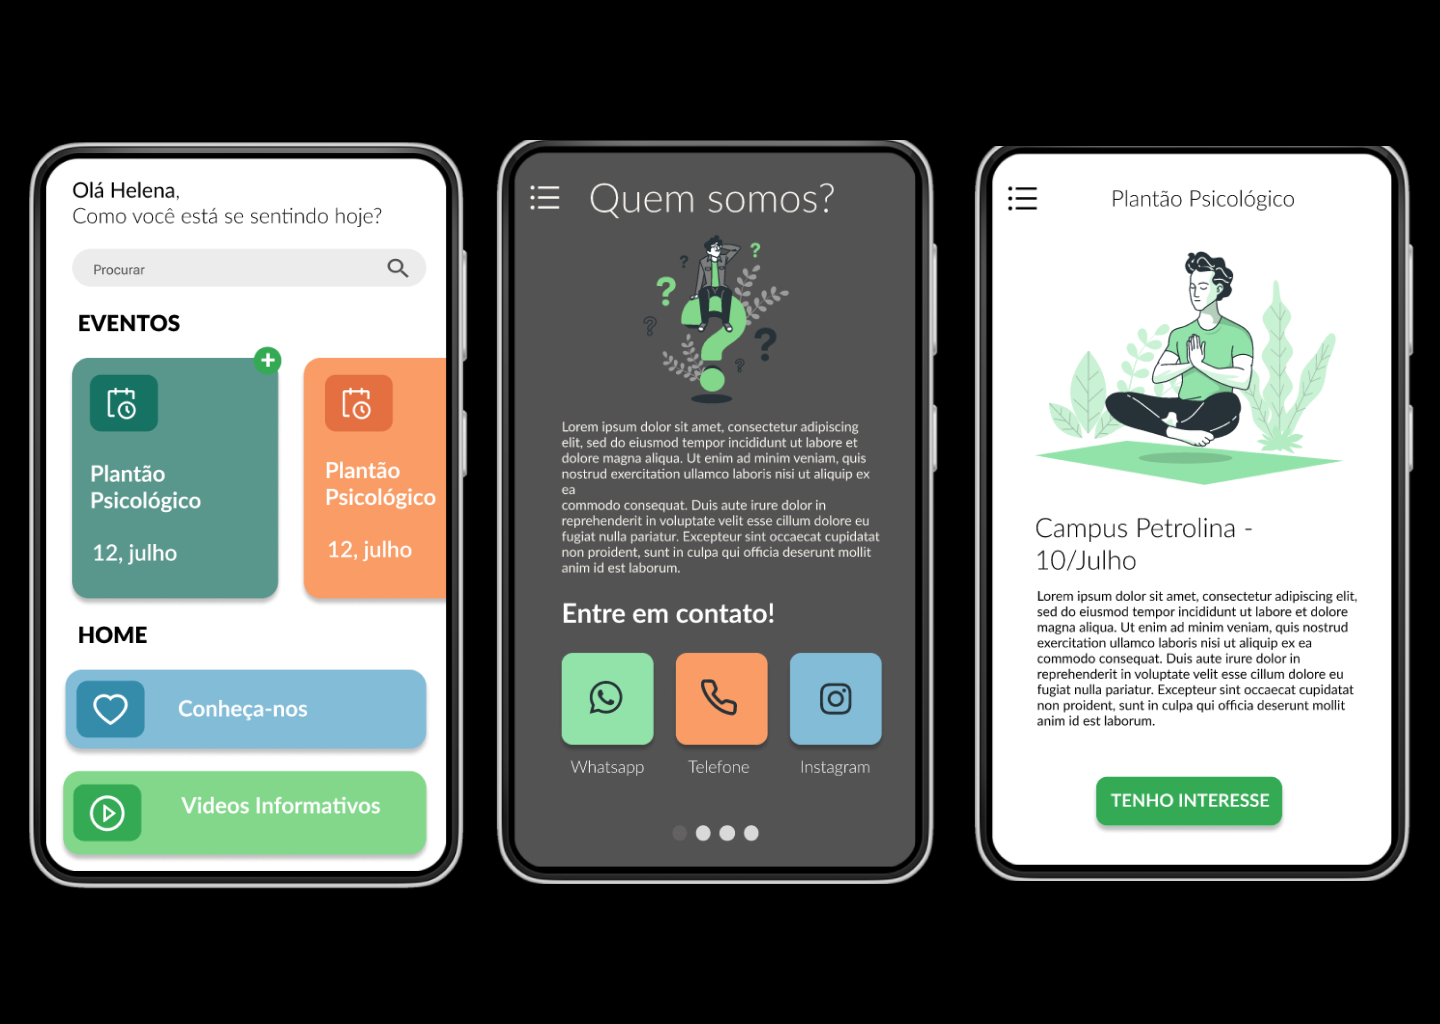 Olá Helena,
Como você está se sentindo hoje?
Procurar
EVENTOS
Plantão
Psicológico
12, julho
Plantão
Psicológico
12, julho
HOME
Conheça-nos
Videos Informativos
Quem somos?
Lorem ipsum dolor sit amet, consectetur adipiscing
elit, sed do eiusmod tempor incididunt ut labore et
dolore magna aliqua. Ut enim ad minim veniam, quis
nostrud exercitation ullamco laboris nisi ut aliquip ex
ea
commodo consequat. Duis aute irure dolor in
reprehenderit in voluptate velit esse cillum dolore eu
fugiat nulla pariatur. Excepteur sint occaecat cupidatat
non proident, sunt in culpa qui officia deserunt mollit
anim id est laborum.
Entre em contato!
Whatsapp
Telefone
Instagram
Plantão Psicológico
Campus Petrolina -
10/Julho
Lorem ipsum dolor sit amet, consectetur adipiscing elit,
sed do eiusmod tempor incididunt ut labore et dolore
magna aliqua. Ut enim ad minim veniam, quis nostrud
exercitation ullamco laboris nisi ut aliquip ex ea
commodo consequat. Duis aute irure dolor in
reprehenderit in voluptate velit esse cillum dolore eu
fugiat nulla pariatur. Excepteur sint occaecat cupidatat
non proident, sunt in culpa qui officia deserunt mollit
anim id est laborum.
TENHO INTERESSE